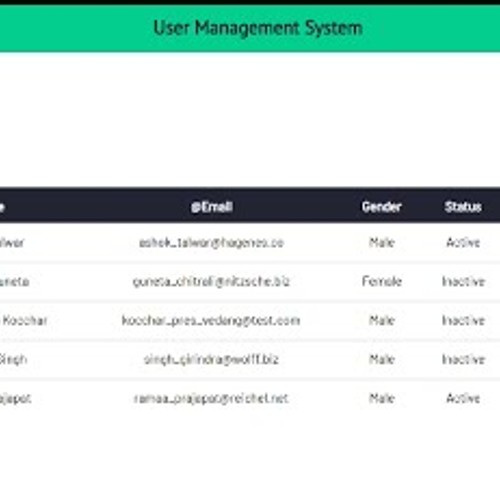 User Management System
e @Email Gender Status
lwar ashok_talwar@hagenes.co Male Active
uneta guneta_chitrali@nitzsche.biz Female Inactive
Kocchar kocchar_pres_vedang@test.com Male Inactive
Singh singh_girindra@wolff.biz Male Inactive
ajapat ramaa_prajapat@reichel.net Male Active